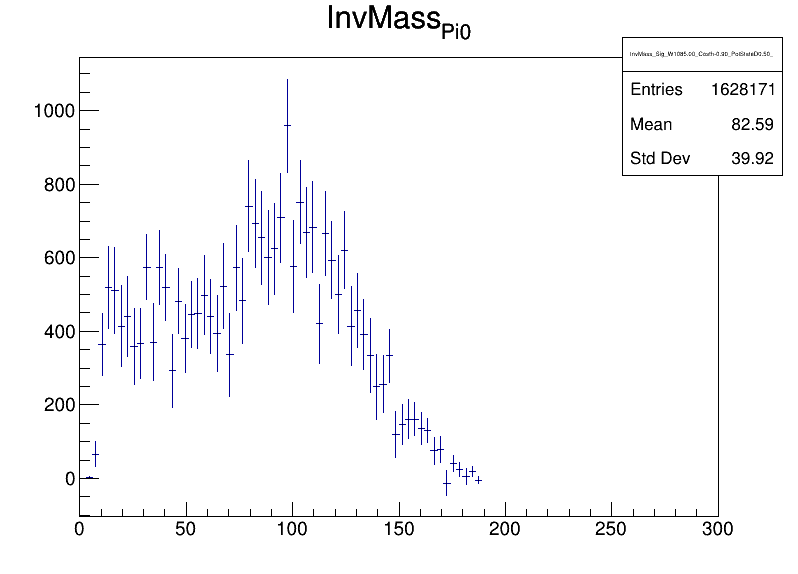 InvMass_Pi0
InvMass_Sig_W1085.00_Costh-0.90_PolStateD0.50_
Entries 1628171
Mean 82.59
Std Dev 39.92
1000
800
600
400
200
0
0 50 100 150 200 250 300